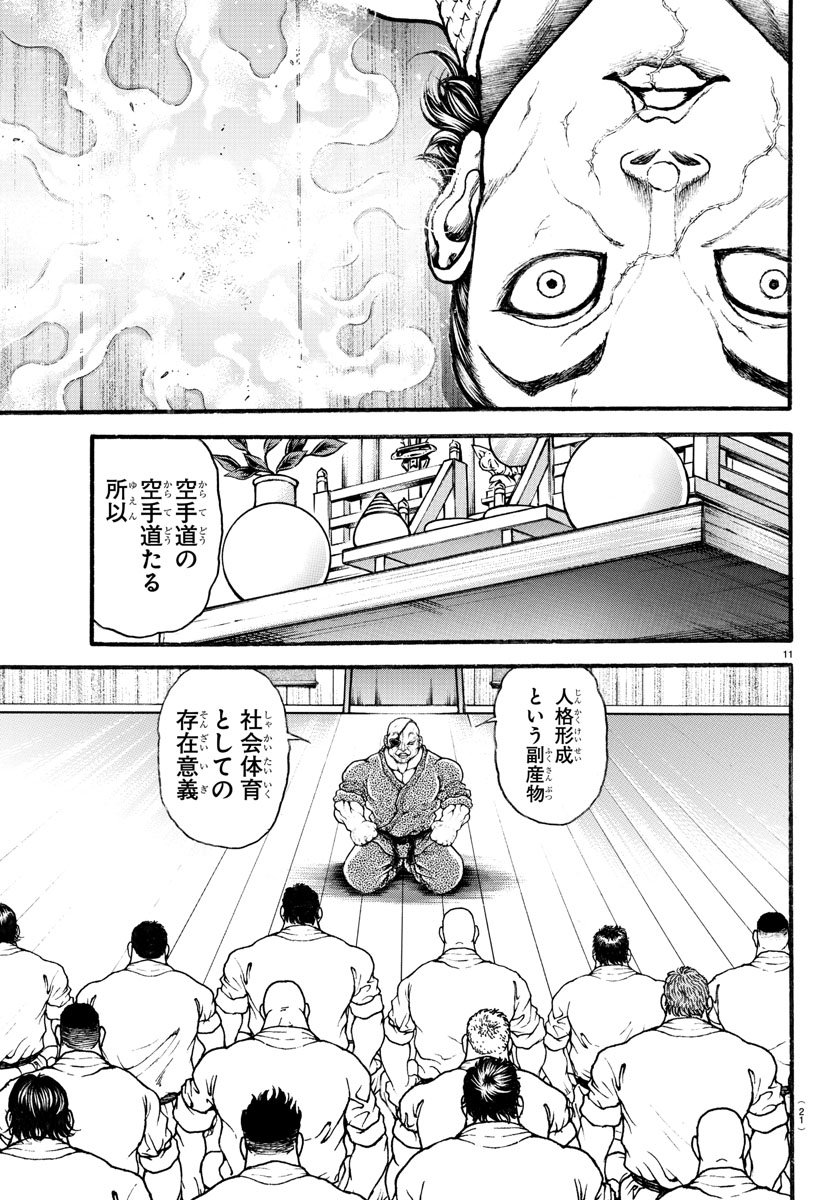 空手道の
空手道たる
所以
11
人格形成
という副産物
社会体育
としての
存在意義
(21)